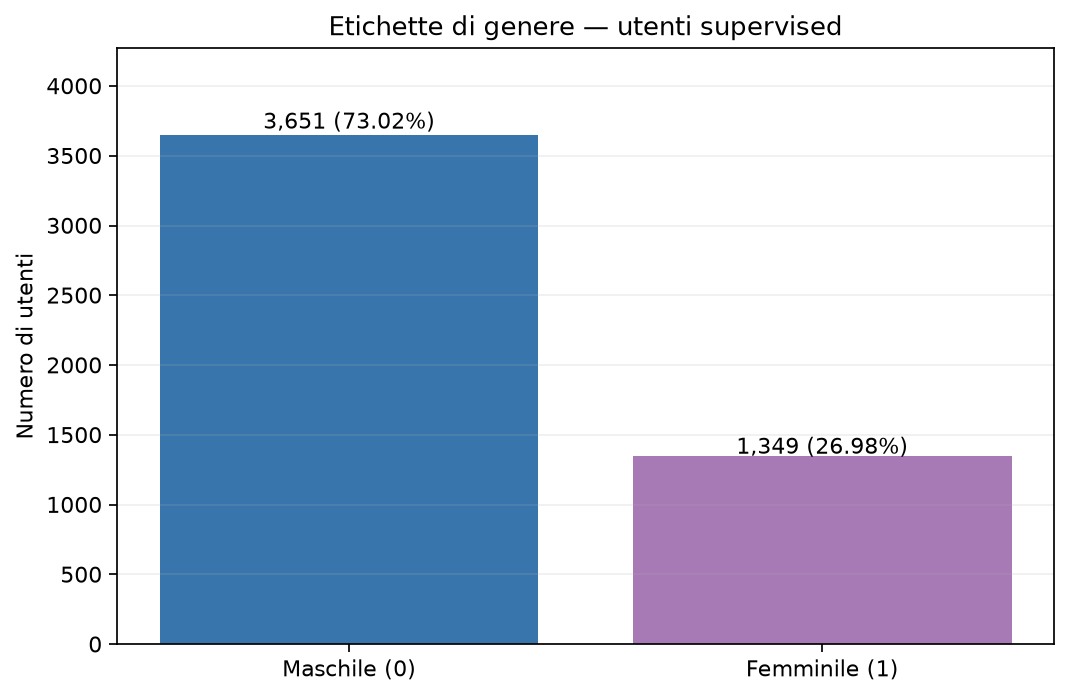 Etichette di genere — utenti supervised
Numero di utenti
4000
3500
3000
2500
2000
1500
1000
500
0
3,651 (73.02%)
1,349 (26.98%)
Maschile (0)
Femminile (1)